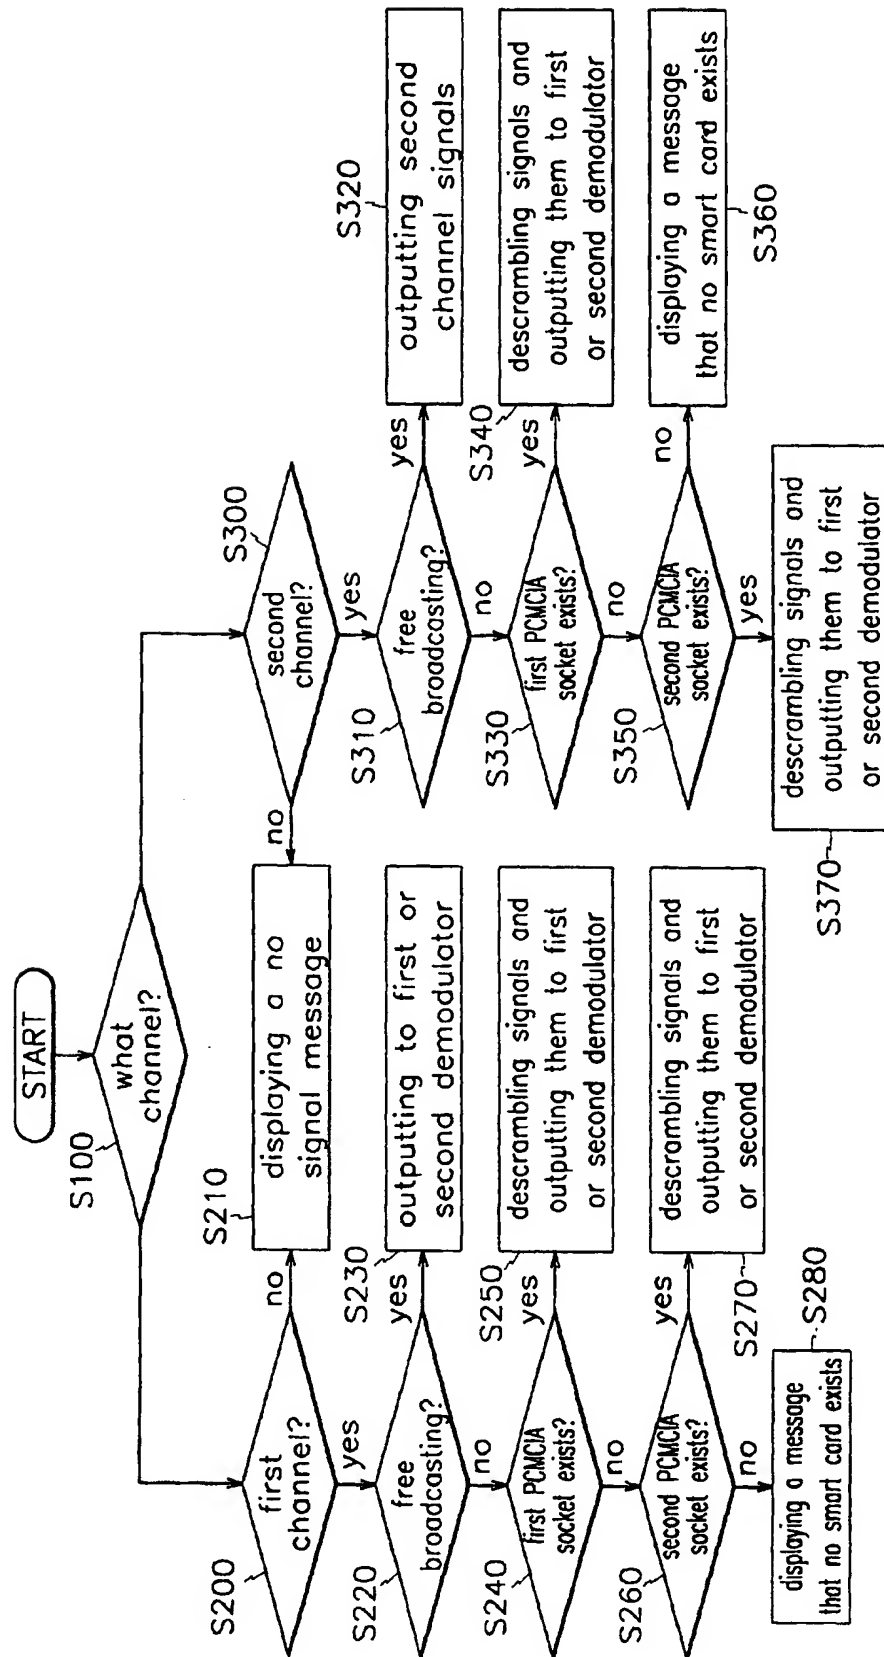 START
S100
what
channel?
S200
first
channel?
no
yes
S210
displaying a no
signal message
no
S300
second
channel?
yes
S220
free
broadcasting?
yes
no
S230
outputting to first or
second demodulator
S310
free
broadcasting?
yes
no
S320
outputting second
channel signals
S240
first PCMCIA
socket exists?
yes
no
S250
descrambling signals and
outputting them to first
or second demodulator
S330
first PCMCIA
socket exists?
yes
no
S340
descrambling signals and
outputting them to first
or second demodulator
S260
second PCMCIA
socket exists?
yes
no
S270
descrambling signals and
outputting them to first
or second demodulator
S350
second PCMCIA
socket exists?
no
yes
S360
displaying a message
that no smart card exists
S280
displaying a message
that no smart card exists
S370
descrambling signals and
outputting them to first
or second demodulator